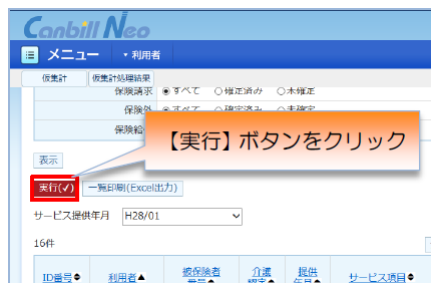 Canbill Neo
メニュー ・利用者
仮集計 仮集計処理結果
保険請求 すべて 確定済み 未確定
保険外 すべて 確定済み 未確定
【実行】ボタンをクリック
表示
実行(✓) 一覧印刷(Excel出力)
サービス提供年月 H28/01
16件
ID番号 利用者▲ 被保険者 介護 提供 サービス項目